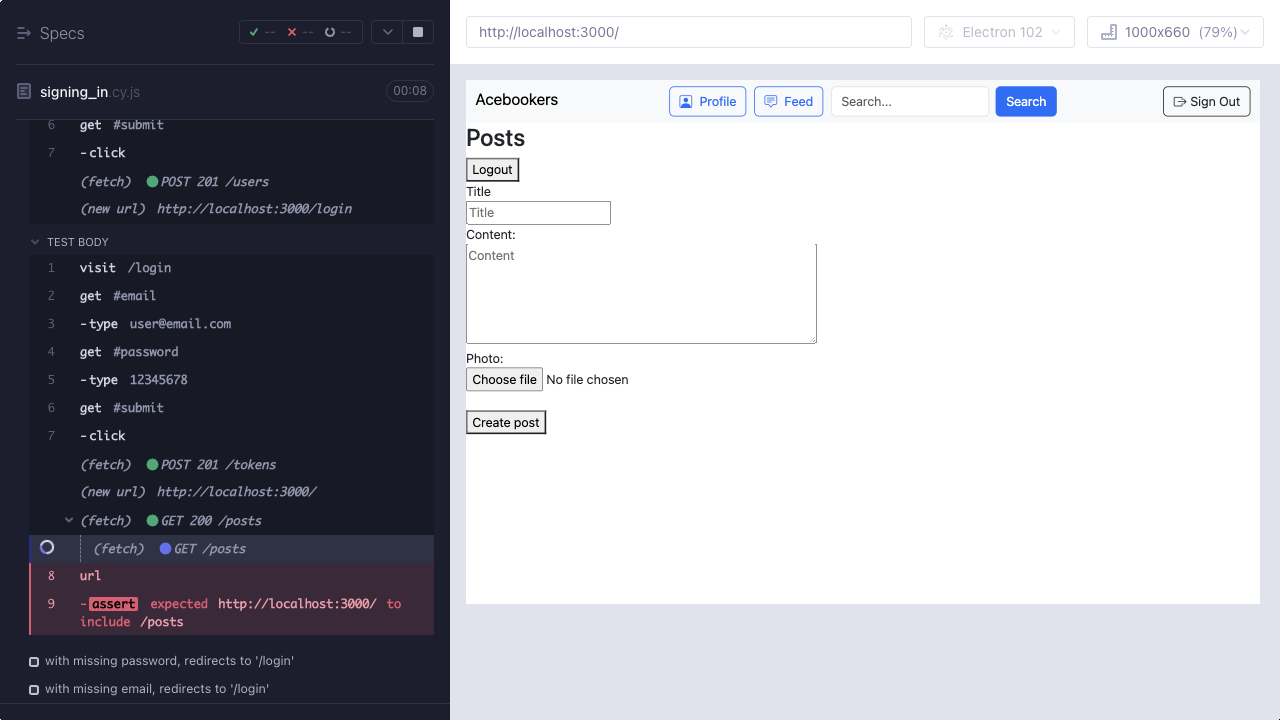 Specs
-- -- --
signing_in.cy.js
00:08
6 get #submit
7 -click
(fetch) POST 201 /users
(new url) http://localhost:3000/login
TEST BODY
1 visit /login
2 get #email
3 -type user@email.com
4 get #password
5 -type 12345678
6 get #submit
7 -click
(fetch) POST 201 /tokens
(new url) http://localhost:3000/
(fetch) GET 200 /posts
(fetch) GET /posts
8 url
9 -assert expected http://localhost:3000/ to
include /posts
with missing password, redirects to '/login'
with missing email, redirects to '/login'
http://localhost:3000/
Electron 102
1000x660 (79%)
Acebookers
Profile
Feed
Search...
Search
Sign Out
Posts
Logout
Title
Title
Content:
Content
Photo:
Choose file No file chosen
Create post